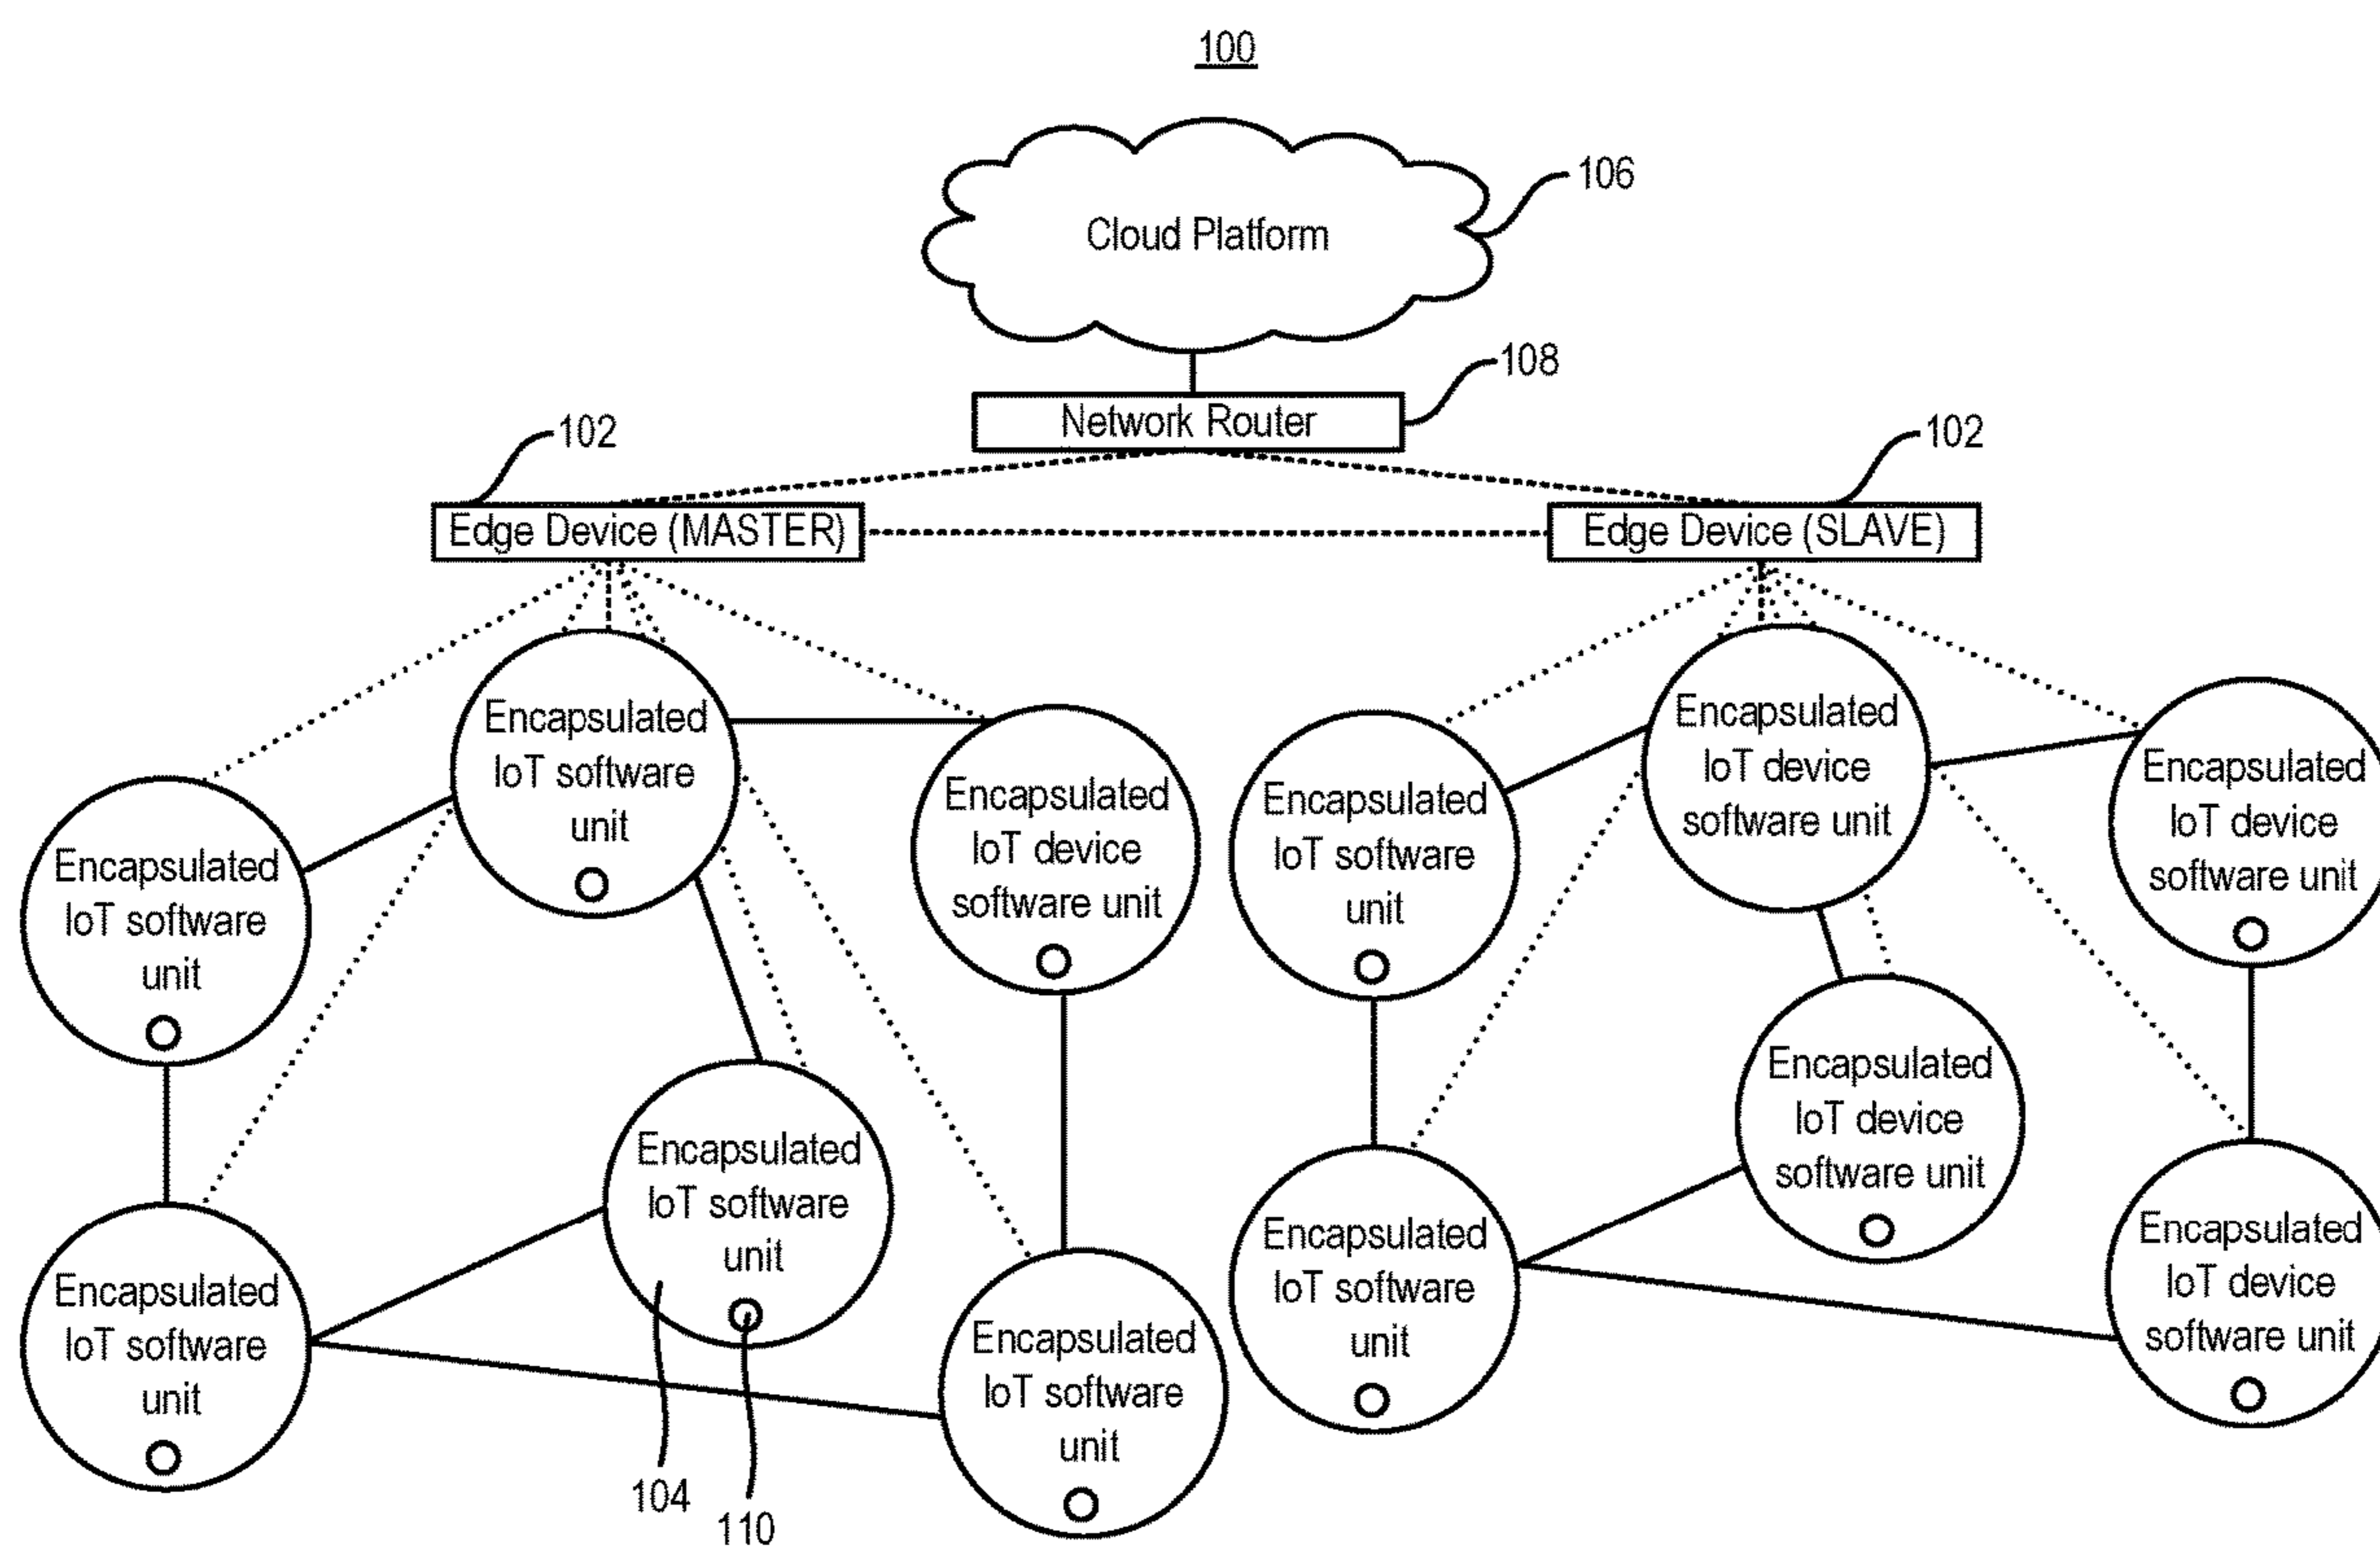 100
Cloud Platform
106
Network Router
108
102
102
Edge Device (MASTER)
Edge Device (SLAVE)
Encapsulated
IoT software
unit
Encapsulated
IoT software
unit
Encapsulated
IoT device
software unit
Encapsulated
IoT software
unit
Encapsulated
IoT device
software unit
Encapsulated
IoT device
software unit
Encapsulated
IoT software
unit
Encapsulated
IoT software
unit
Encapsulated
IoT software
unit
Encapsulated
IoT software
unit
Encapsulated
IoT device
software unit
Encapsulated
IoT device
software unit
104
110